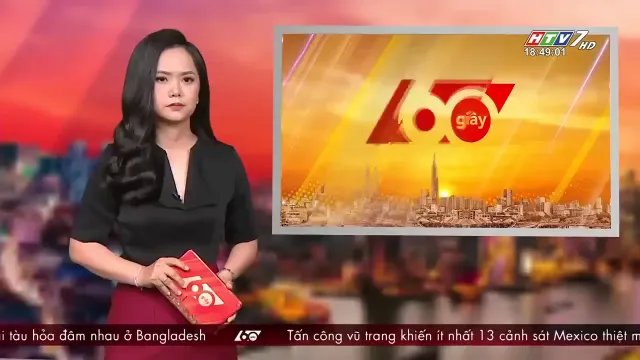 HTV7 HD
18:49:01
60 giây
60
i tàu hỏa đâm nhau ở Bangladesh 60 Tấn công vũ trang khiến ít nhất 13 cảnh sát Mexico thiệt m